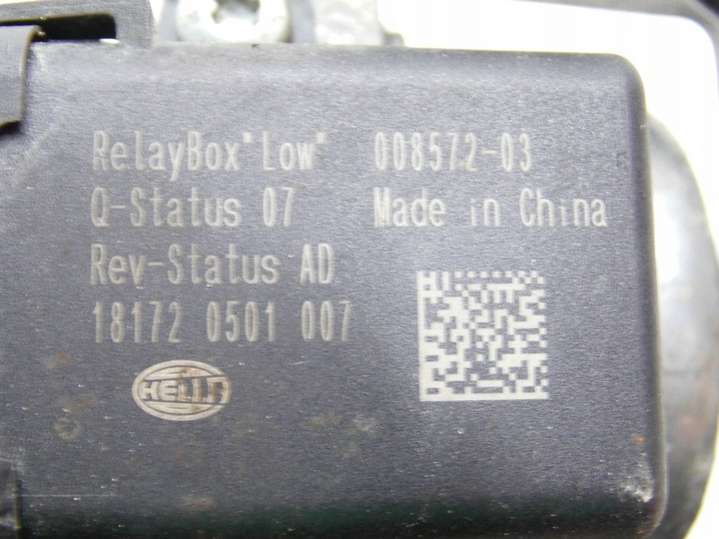 RelayBox"Low" 008572-03
Q-Status 07 Made in China
Rev-Status AD
18172 0501 007
HELLA